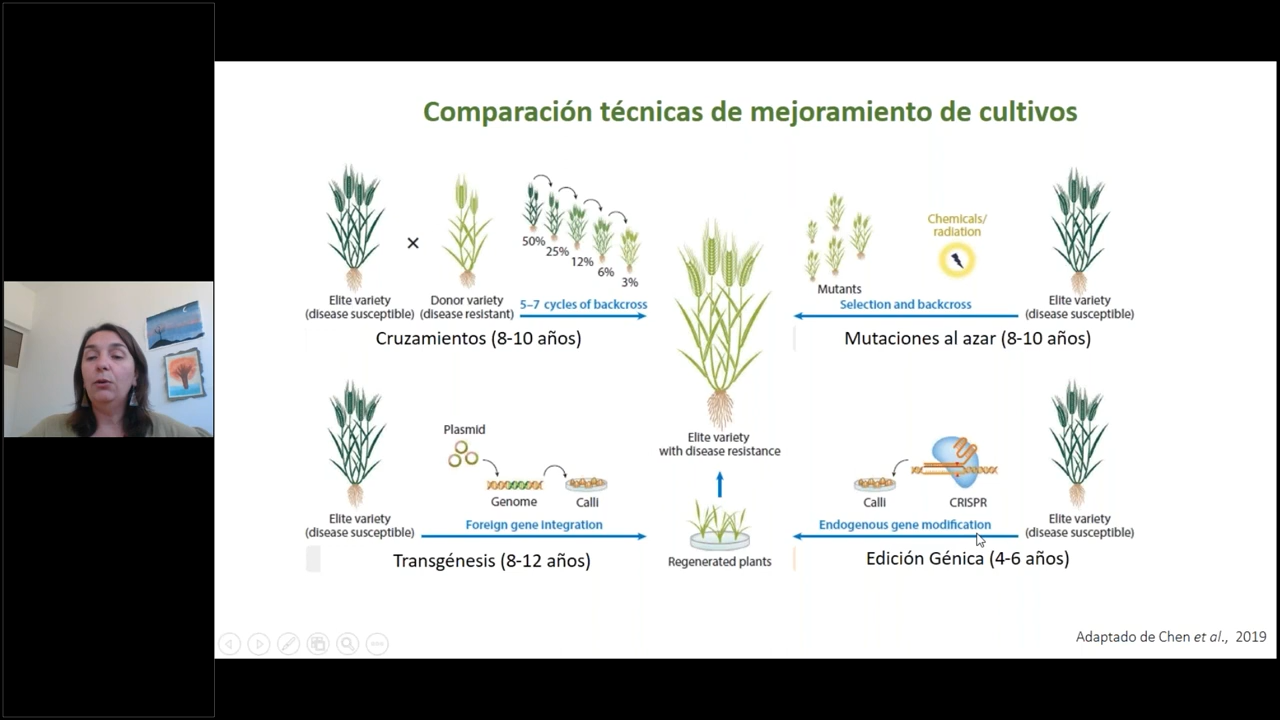 Comparación técnicas de mejoramiento de cultivos
50%
25%
12%
6%
3%
Elite variety
(disease susceptible)
Donor variety
(disease resistant)
5–7 cycles of backcross
Cruzamientos (8-10 años)
Chemicals/
radiation
Mutants
Selection and backcross
Elite variety
(disease susceptible)
Mutaciones al azar (8-10 años)
Elite variety
with disease resistance
Plasmid
Genome
Calli
Elite variety
(disease susceptible)
Foreign gene integration
Transgénesis (8-12 años)
Regenerated plants
Calli
CRISPR
Endogenous gene modification
Elite variety
(disease susceptible)
Edición Génica (4-6 años)
Adaptado de Chen et al., 2019